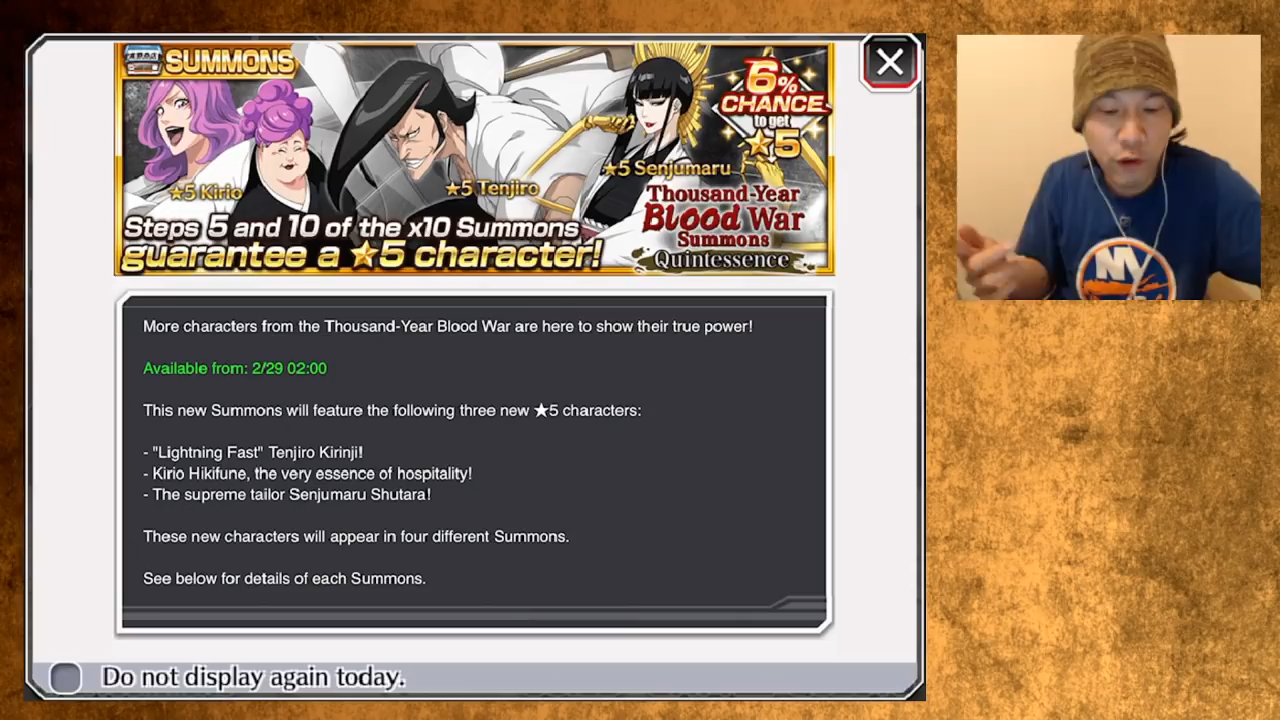 SUMMONS
6%
CHANCE
to get
★5
★5 Kirio
★5 Tenjiro
★5 Senjumaru
Steps 5 and 10 of the x10 Summons
guarantee a ★5 character!
Thousand-Year
Blood War
Summons
Quintessence
More characters from the Thousand-Year Blood War are here to show their true power!
Available from: 2/29 02:00
This new Summons will feature the following three new ★5 characters:
- "Lightning Fast" Tenjiro Kirinji!
- Kirio Hikifune, the very essence of hospitality!
- The supreme tailor Senjumaru Shutara!
These new characters will appear in four different Summons.
See below for details of each Summons.
Do not display again today.
NY